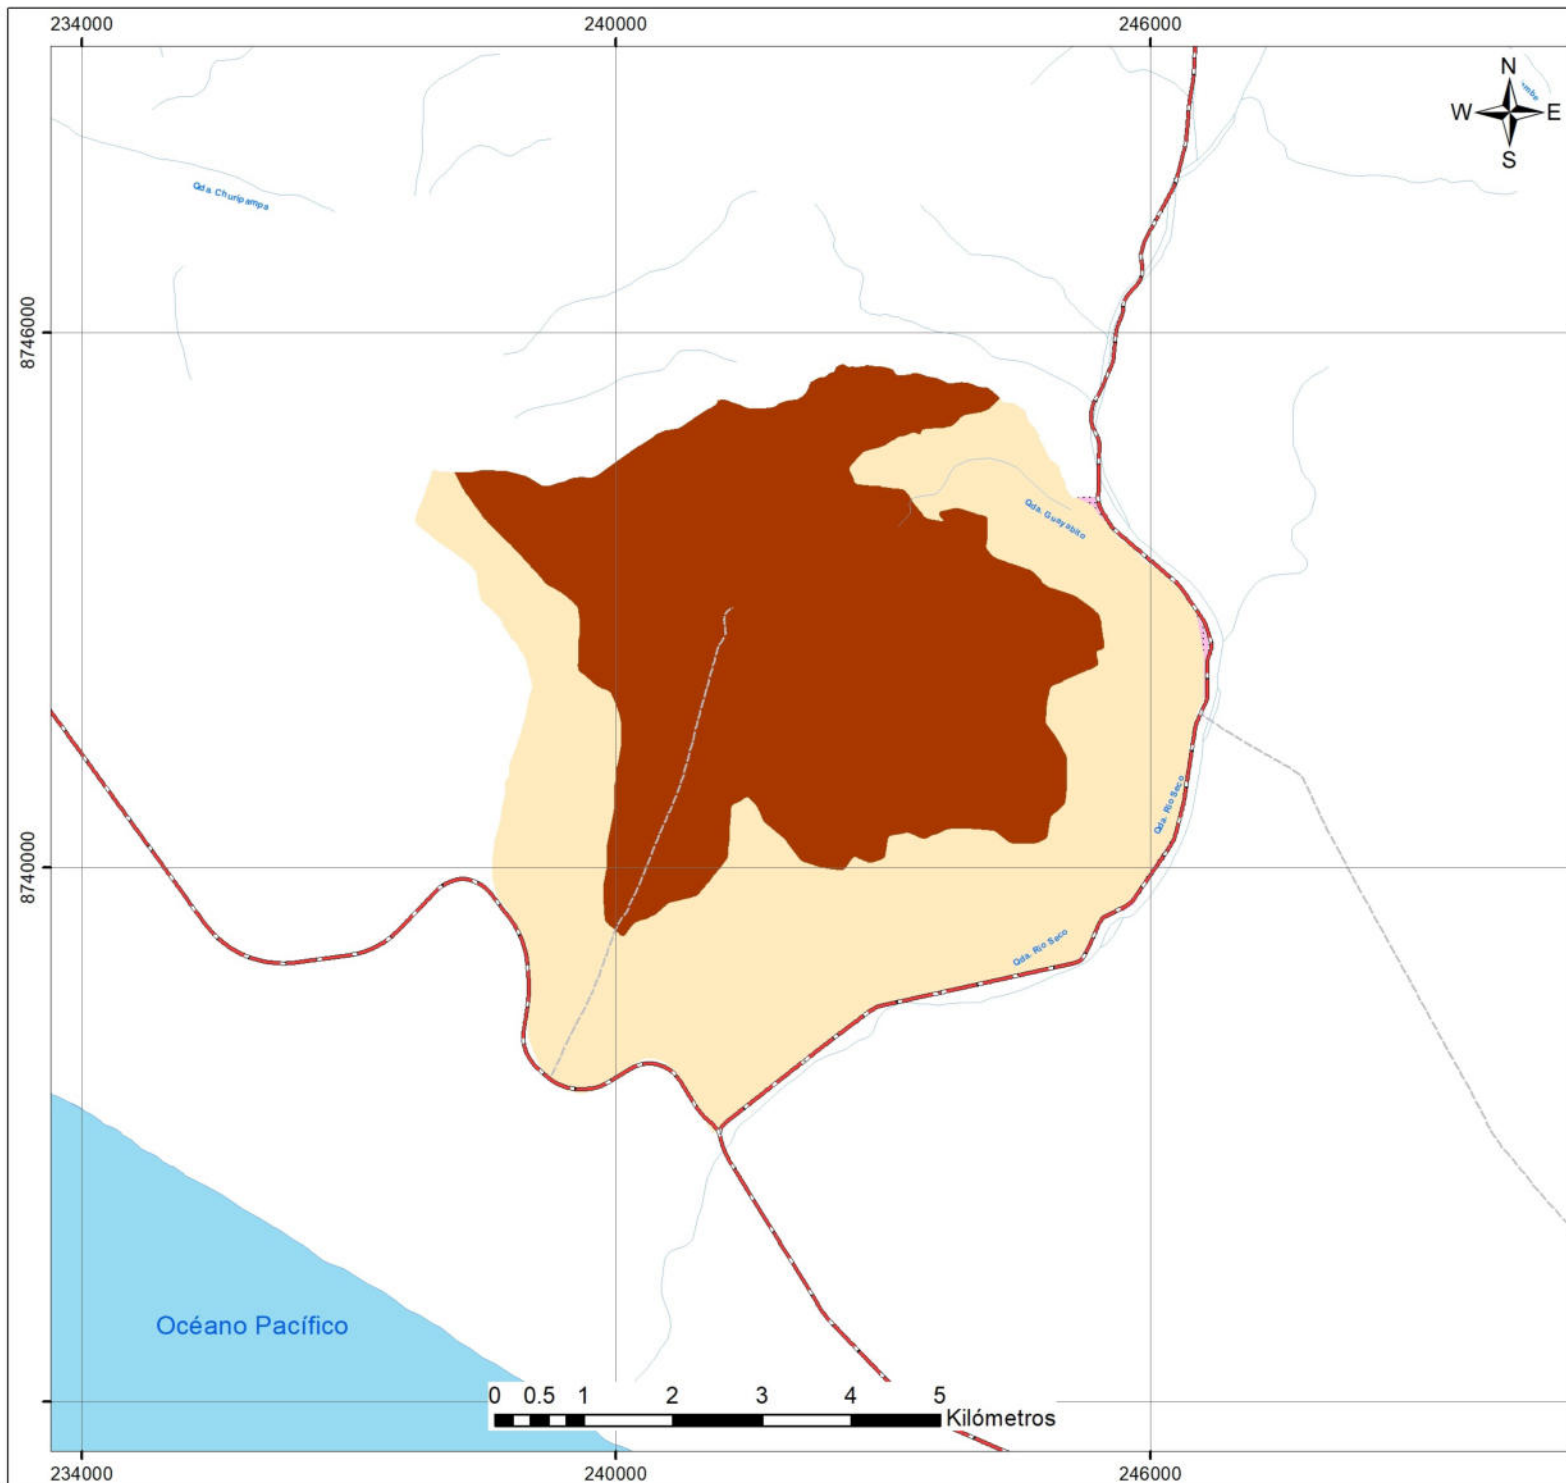 234000 240000 246000
N
W E
S
mbe
Qda. Churipampa
8746000
Qda. Guayabito
Qda. Rio Seco
8740000
Qda. Rio Seco
Océano Pacífico
0 0.5 1 2 3 4 5
Kilómetros
234000 240000 246000